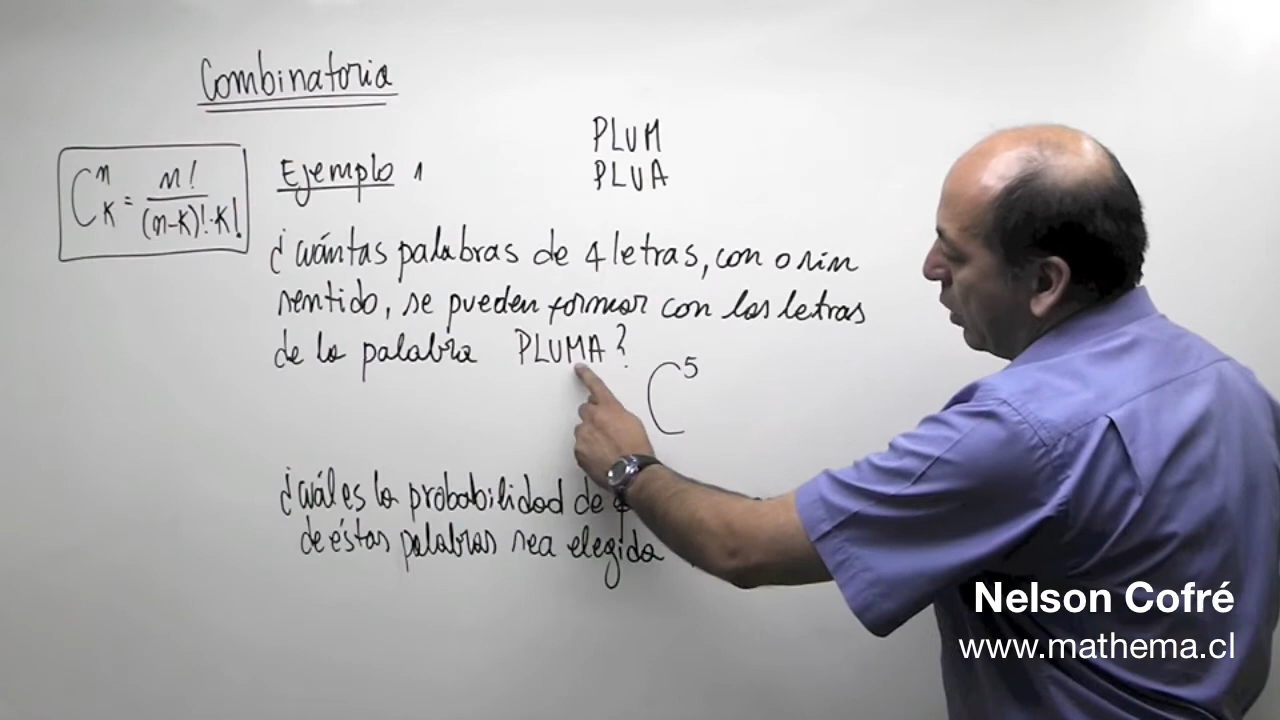 Combinatoria
C n k = n! / (n-k)!·k!
Ejemplo 1
PLUM
PLUA
¿cuántas palabras de 4 letras, con o sin
sentido, se pueden formar con las letras
de la palabra PLUMA?
C 5
¿cuál es la probabilidad de
de éstas palabras sea elegida
Nelson Cofré
www.mathema.cl